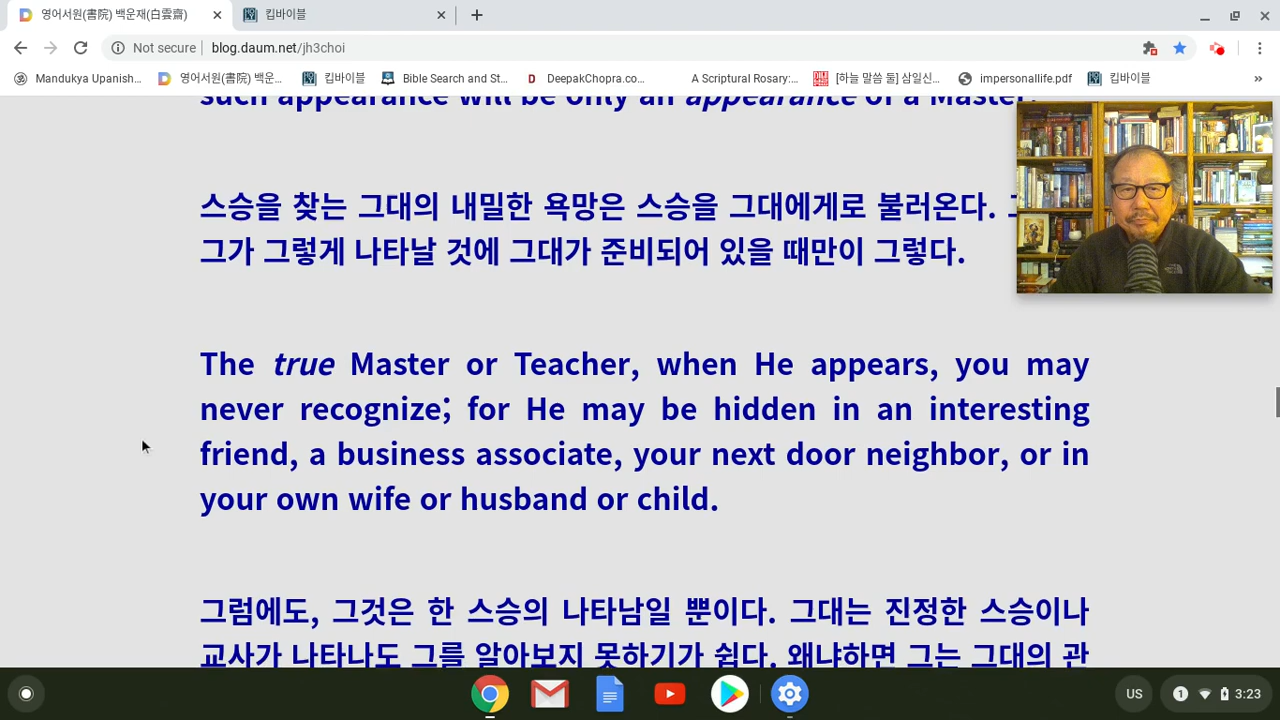 영어서원(書院) 백운재(白雲齋)
킵바이블
Not secure
blog.daum.net/jh3choi
Mandukya Upanish...
영어서원(書院) 백운...
킵바이블
Bible Search and St...
DeepakChopra.co...
A Scriptural Rosary:...
[하늘 말씀 둘] 삼일신...
impersonallife.pdf
킵바이블
such appearance will be only an appearance of a Master.
스승을 찾는 그대의 내밀한 욕망은 스승을 그대에게로 불러온다.
그가 그렇게 나타날 것에 그대가 준비되어 있을 때만이 그렇다.
The true Master or Teacher, when He appears, you may
never recognize; for He may be hidden in an interesting
friend, a business associate, your next door neighbor, or in
your own wife or husband or child.
그럼에도, 그것은 한 스승의 나타남일 뿐이다. 그대는 진정한 스승이나
교사가 나타나도 그를 알아보지 못하기가 쉽다. 왜냐하면 그는 그대의 관
US
1
3:23